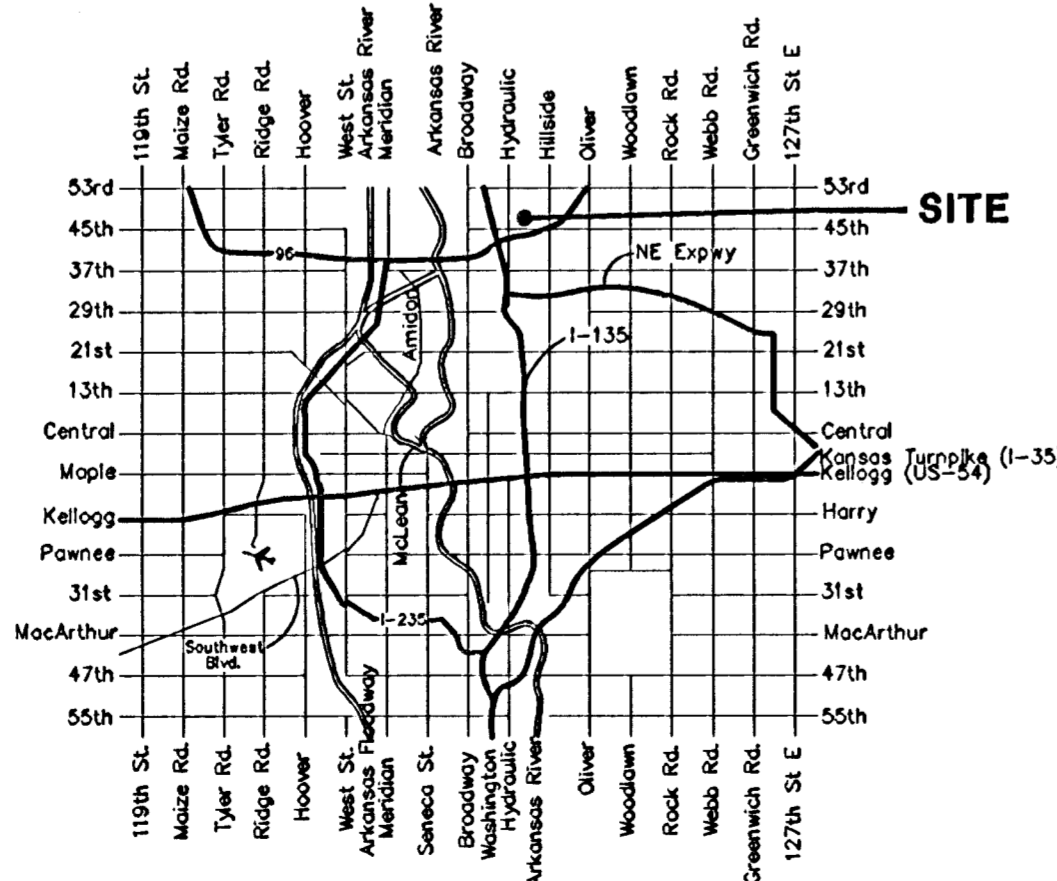 119th St.
Maize Rd.
Tyler Rd.
Ridge Rd.
Hoover
West St.
Arkansas River
Meridian
Arkansas River
Broadway
Hydraulic
Hillside
Oliver
Woodlawn
Rock Rd.
Webb Rd.
Greenwich Rd.
127th St E
53rd
45th
37th
29th
21st
13th
Central
Maple
Kellogg
Pawnee
31st
MacArthur
47th
55th
53rd
45th
37th
29th
21st
13th
Central
Kansas Turnpike (I-35)
Kellogg (US-54)
Harry
Pawnee
31st
MacArthur
47th
55th
SITE
NE Expwy
96
Amidon
I-135
McLean
I-235
Southwest
Blvd.
119th St.
Maize Rd.
Tyler Rd.
Ridge Rd.
Hoover
West St.
Arkansas Floodway
Meridian
Seneca St.
Broadway
Washington
Hydraulic
Arkansas River
Oliver
Woodlawn
Rock Rd.
Webb Rd.
Greenwich Rd.
127th St E